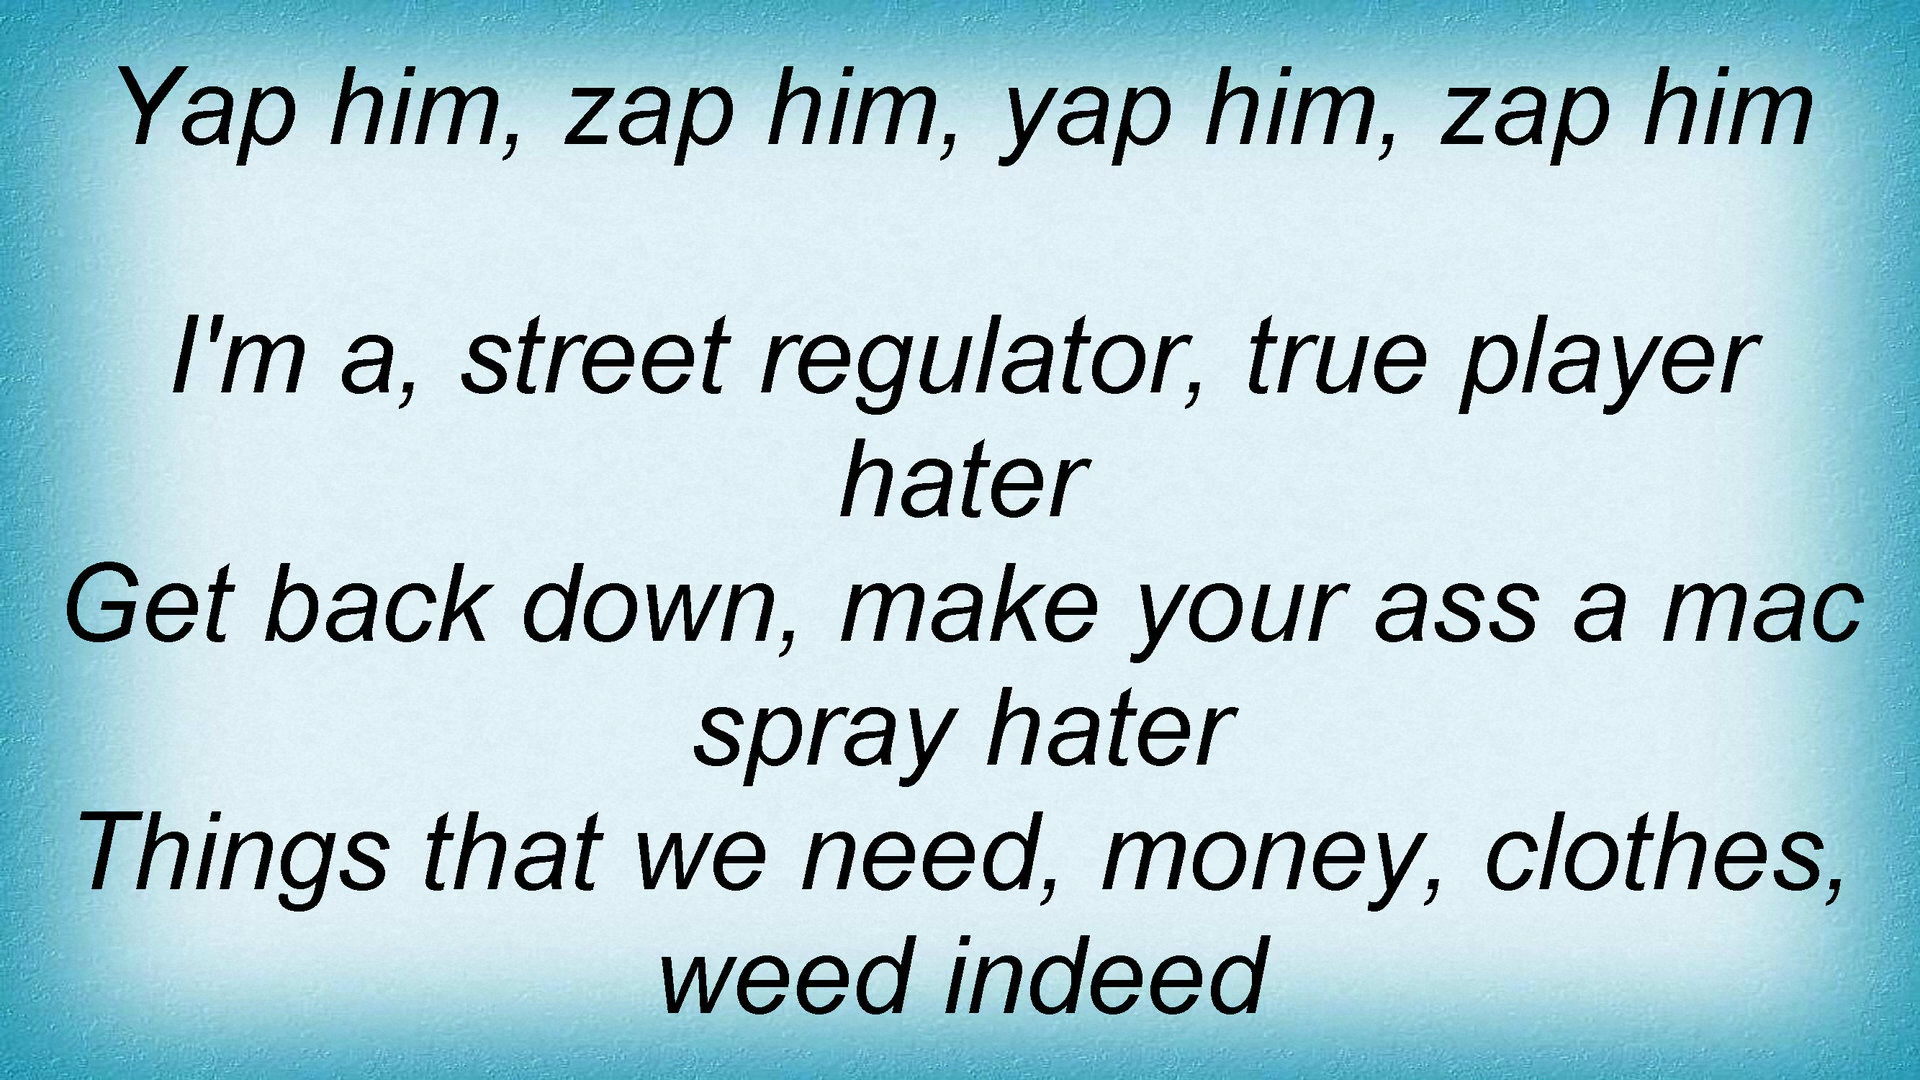 Yap him, zap him, yap him, zap him
I'm a, street regulator, true player
hater
Get back down, make your ass a mac
spray hater
Things that we need, money, clothes,
weed indeed